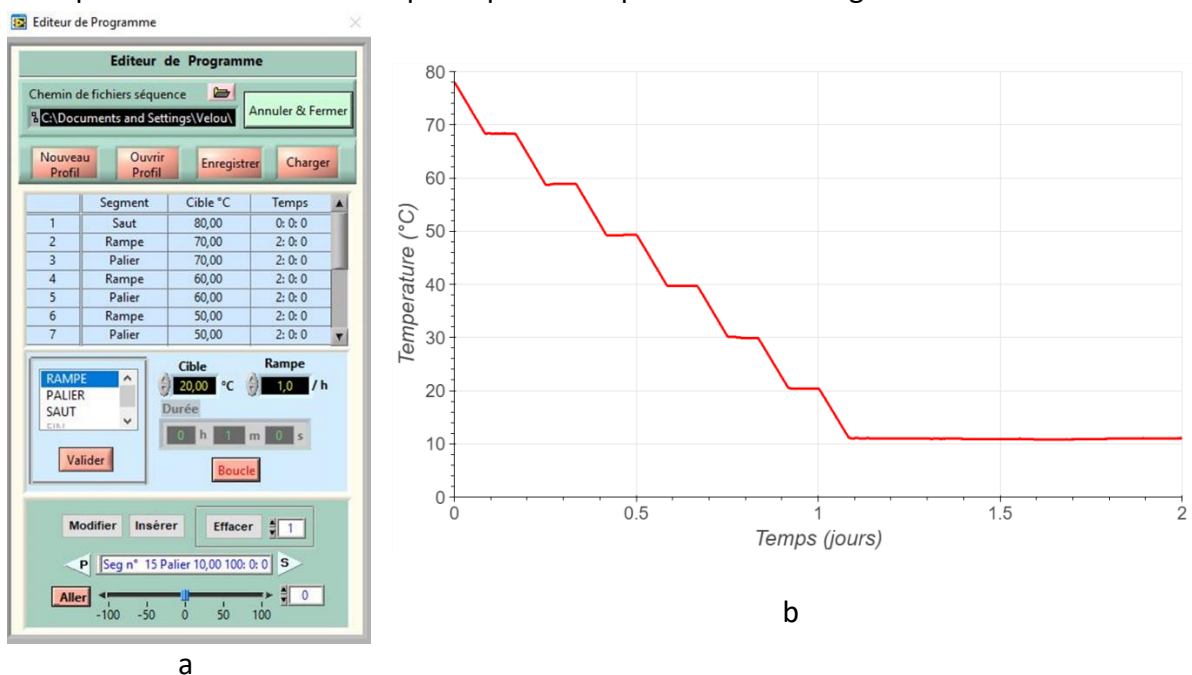 Editeur de Programme
Editeur de Programme
Chemin de fichiers séquence
C:\Documents and Settings\Velou\
Annuler & Fermer
Nouveau Profil
Ouvrir Profil
Enregistrer
Charger
Segment Cible °C Temps
1 Saut 80,00 0: 0: 0
2 Rampe 70,00 2: 0: 0
3 Palier 70,00 2: 0: 0
4 Rampe 60,00 2: 0: 0
5 Palier 60,00 2: 0: 0
6 Rampe 50,00 2: 0: 0
7 Palier 50,00 2: 0: 0
RAMPE
PALIER
SAUT
FIN
Valider
Cible Rampe
20,00 °C 1,0 / h
Durée
0 h 1 m 0 s
Boucle
Modifier Insérer Effacer 1
P Seg n° 15 Palier 10,00 100: 0: 0 S
Aller 0
-100 -50 0 50 100
a
80
70
60
50
40
30
20
10
0
Temperature (°C)
0 0.5 1 1.5 2
Temps (jours)
b